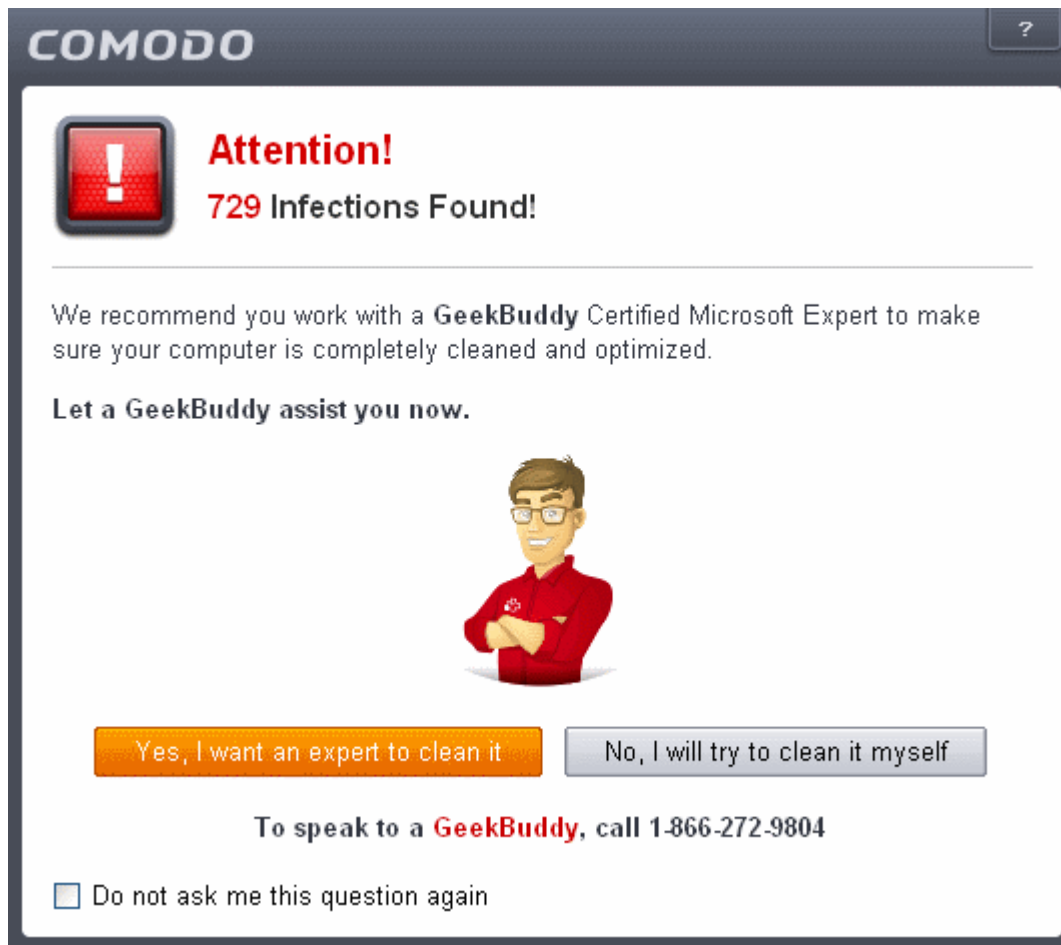 COMODO
?
Attention!
729 Infections Found!
We recommend you work with a GeekBuddy Certified Microsoft Expert to make
sure your computer is completely cleaned and optimized.
Let a GeekBuddy assist you now.
Yes, I want an expert to clean it
No, I will try to clean it myself
To speak to a GeekBuddy, call 1-866-272-9804
Do not ask me this question again